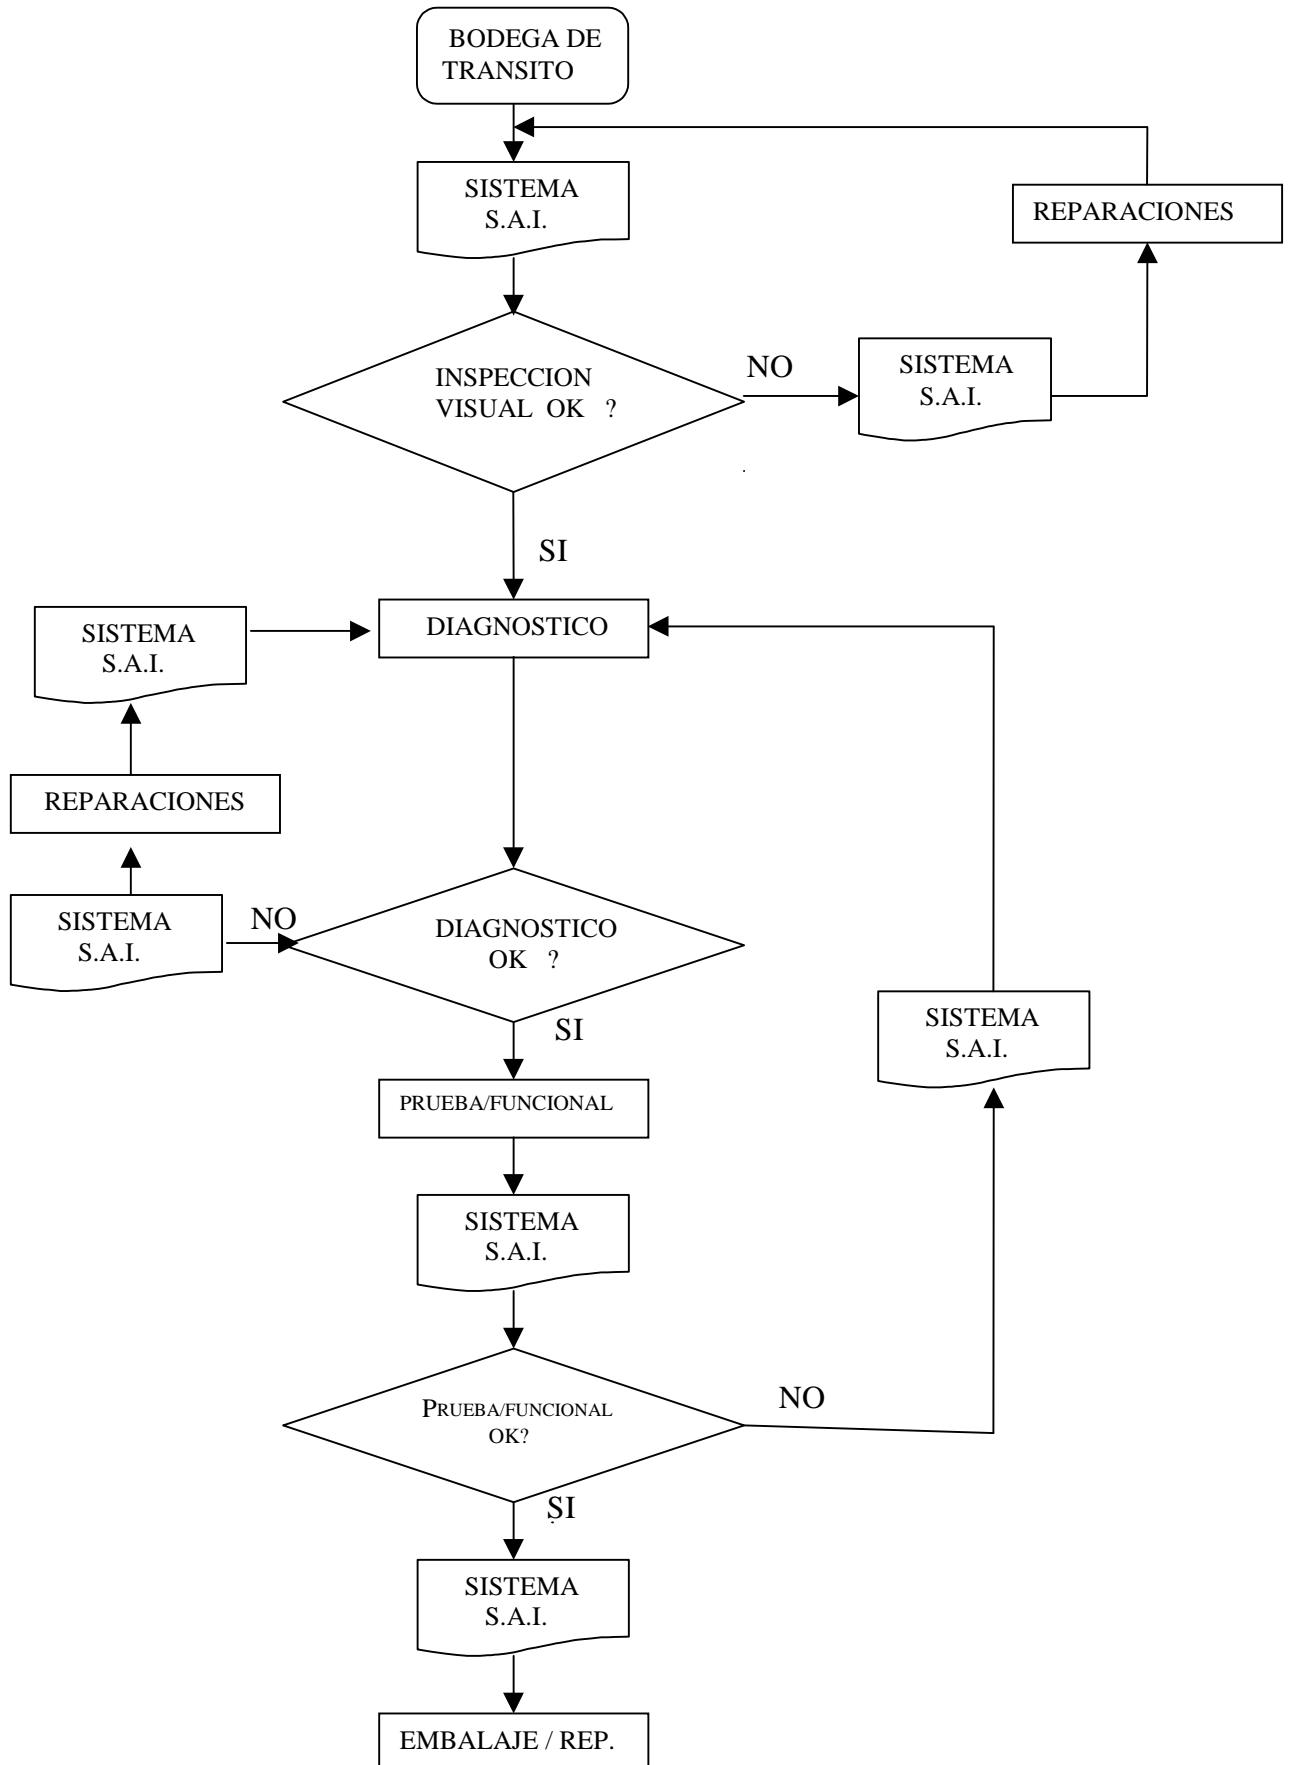 BODEGA DE
TRANSITO
SISTEMA
S.A.I.
REPARACIONES
INSPECCION
VISUAL OK ?
NO
SISTEMA
S.A.I.
SI
SISTEMA
S.A.I.
DIAGNOSTICO
REPARACIONES
SISTEMA
S.A.I.
NO
DIAGNOSTICO
OK ?
SI
SISTEMA
S.A.I.
PRUEBA/FUNCIONAL
SISTEMA
S.A.I.
PRUEBA/FUNCIONAL
OK?
NO
SI
SISTEMA
S.A.I.
EMBALAJE / REP.